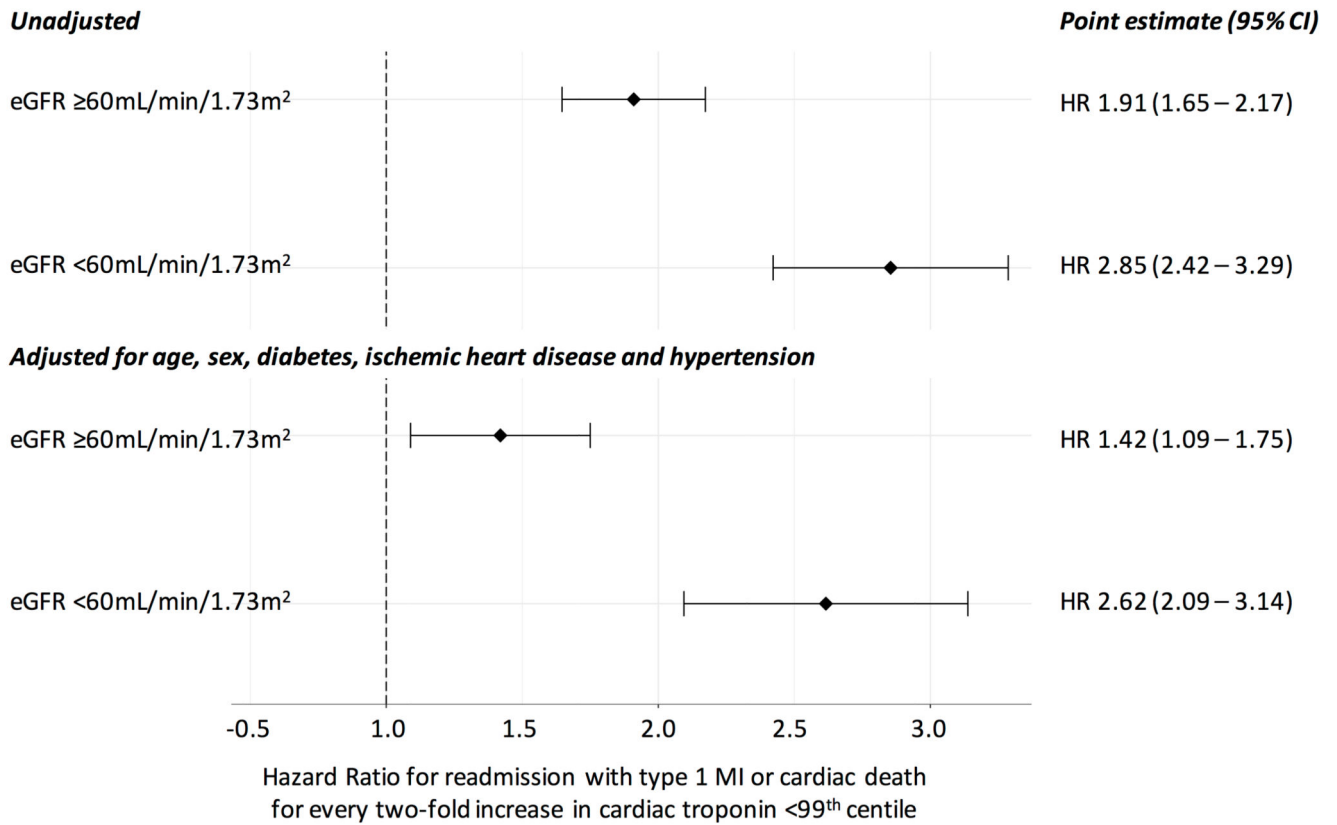 Unadjusted Point estimate (95% CI)
eGFR ≥60mL/min/1.73m² HR 1.91 (1.65 – 2.17)
eGFR <60mL/min/1.73m² HR 2.85 (2.42 – 3.29)
Adjusted for age, sex, diabetes, ischemic heart disease and hypertension
eGFR ≥60mL/min/1.73m² HR 1.42 (1.09 – 1.75)
eGFR <60mL/min/1.73m² HR 2.62 (2.09 – 3.14)
-0.5 1.0 1.5 2.0 2.5 3.0
Hazard Ratio for readmission with type 1 MI or cardiac death
for every two-fold increase in cardiac troponin <99th centile